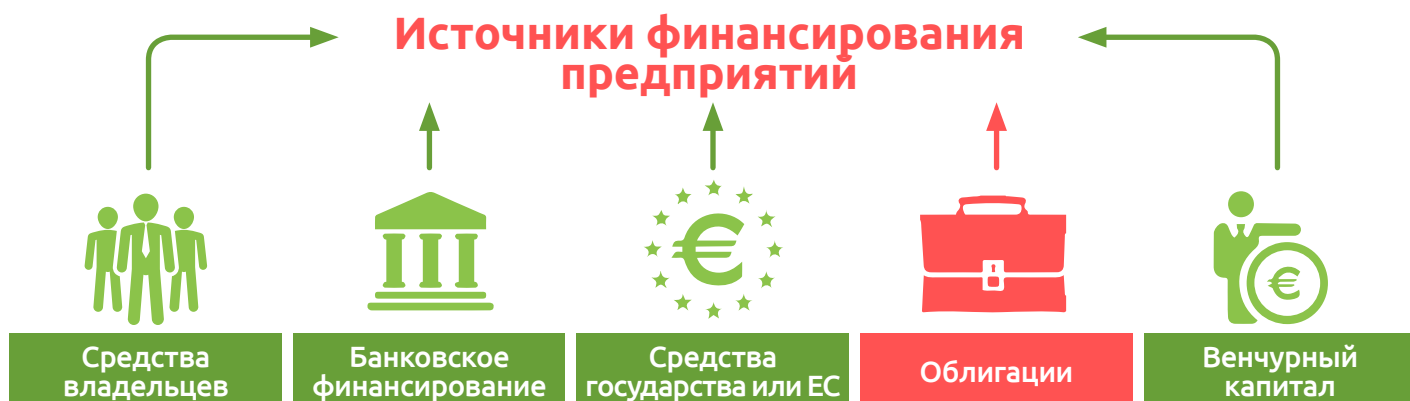 Источники финансирования
предприятий
Средства
владельцев
Банковское
финансирование
Средства
государства или ЕС
Облигации
Венчурный
капитал